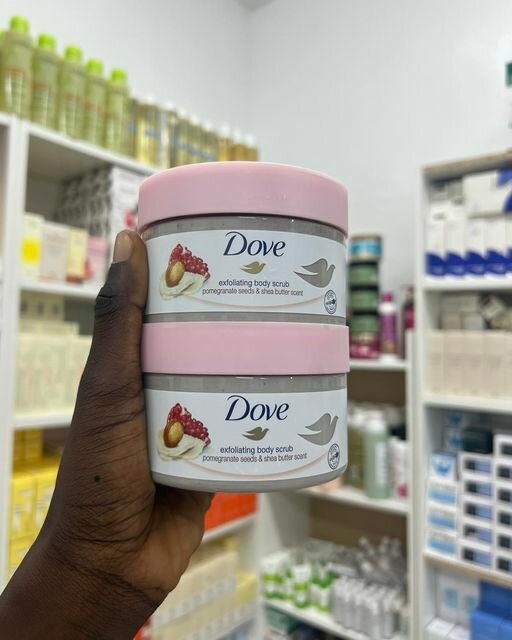 Dove
exfoliating body scrub
pomegranate seeds & shea butter scent
Dove
exfoliating body scrub
pomegranate seeds & shea butter scent